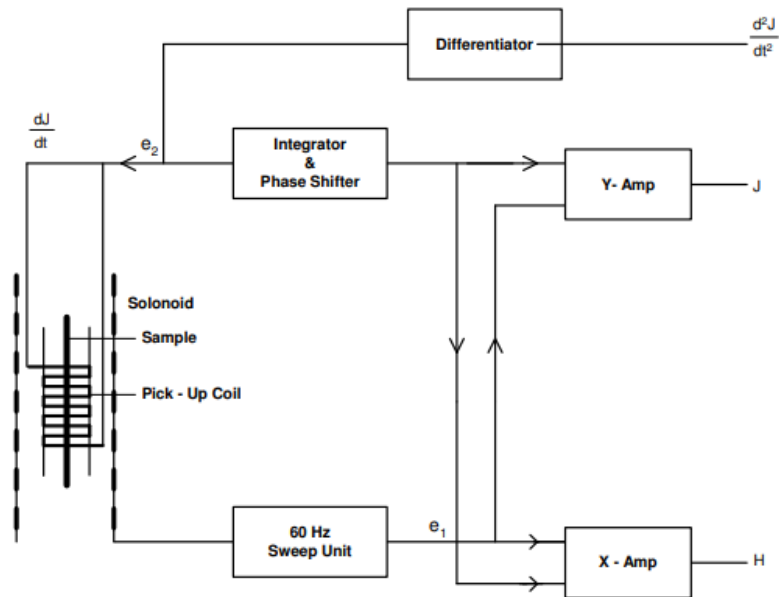 Differentiator
d²J
dt²
dJ
dt
e₂
Integrator
&
Phase Shifter
Y- Amp
J
Solonoid
Sample
Pick - Up Coil
60 Hz
Sweep Unit
e₁
X - Amp
H